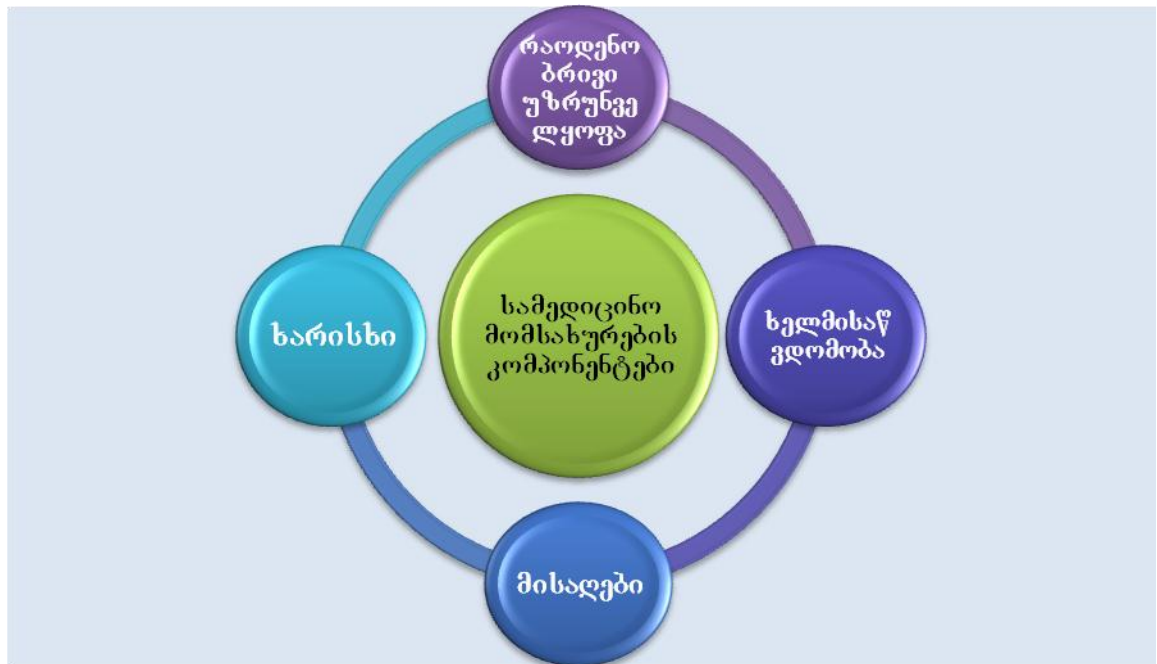 რაოდენო
ბრივი
უზრუნვე
ლყოფა
სამედიცინო
მომსახურების
კომპონენტები
ხელმისაწ
ვდომობა
ხარისხი
მისაღები